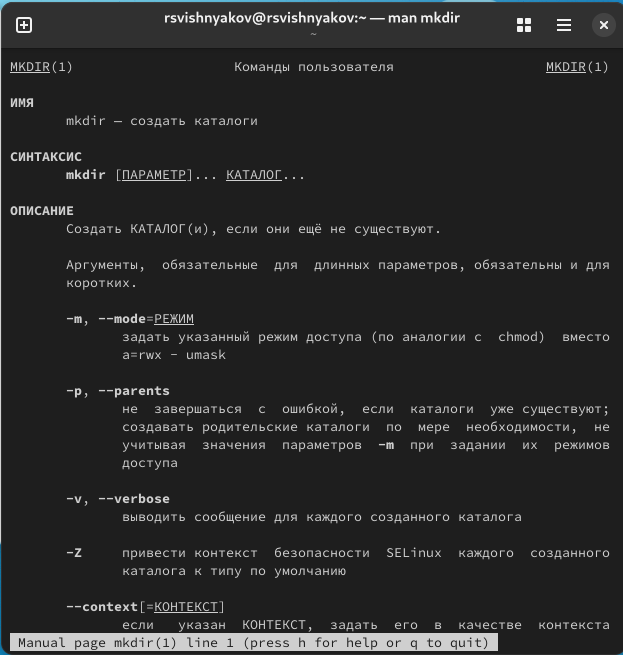 rsvishnyakov@rsvishnyakov:~ — man mkdir
~
MKDIR(1) Команды пользователя MKDIR(1)
ИМЯ
mkdir — создать каталоги
СИНТАКСИС
mkdir [ПАРАМЕТР]... КАТАЛОГ...
ОПИСАНИЕ
Создать КАТАЛОГ(и), если они ещё не существуют.
Аргументы, обязательные для длинных параметров, обязательны и для
коротких.
-m, --mode=РЕЖИМ
задать указанный режим доступа (по аналогии с chmod) вместо
a=rwx - umask
-p, --parents
не завершаться с ошибкой, если каталоги уже существуют;
создавать родительские каталоги по мере необходимости, не
учитывая значения параметров -m при задании их режимов
доступа
-v, --verbose
выводить сообщение для каждого созданного каталога
-Z привести контекст безопасности SELinux каждого созданного
каталога к типу по умолчанию
--context[=КОНТЕКСТ]
если указан КОНТЕКСТ, задать его в качестве контекста
Manual page mkdir(1) line 1 (press h for help or q to quit)